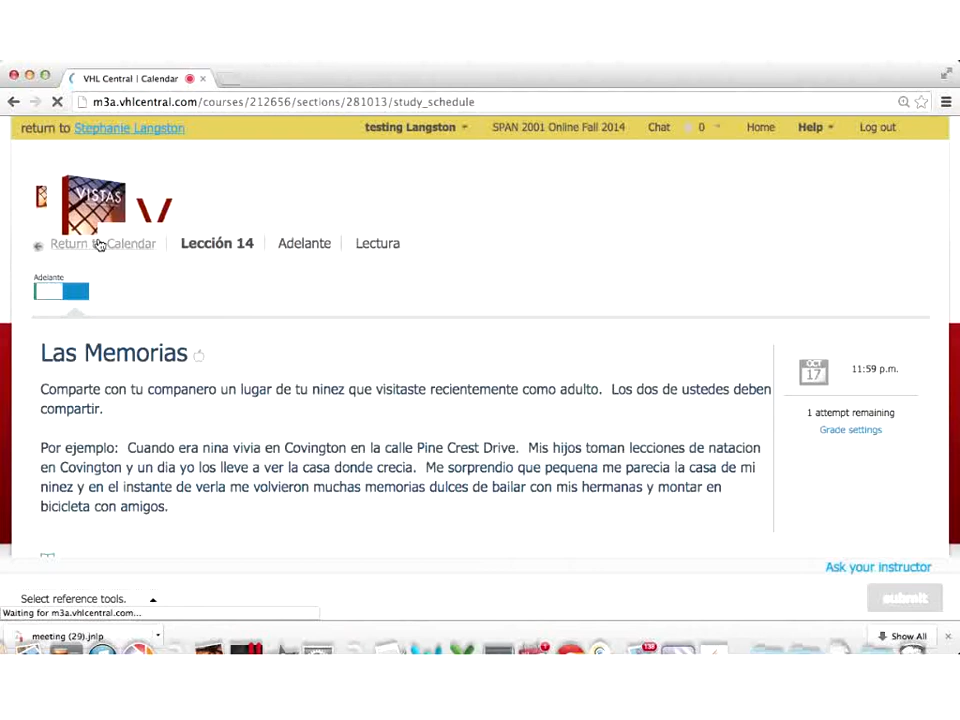 VHL Central | Calendar
m3a.vhlcentral.com/courses/212656/sections/281013/study_schedule
return to Stephanie Langston
testing Langston
SPAN 2001 Online Fall 2014
Chat
0
Home
Help
Log out
VISTAS
Return to Calendar
Lección 14
Adelante
Lectura
Adelante
Las Memorias
OCT
17
11:59 p.m.
Comparte con tu companero un lugar de tu ninez que visitaste recientemente como adulto. Los dos de ustedes deben
compartir.
1 attempt remaining
Grade settings
Por ejemplo: Cuando era nina vivia en Covington en la calle Pine Crest Drive. Mis hijos toman lecciones de natacion
en Covington y un dia yo los lleve a ver la casa donde crecia. Me sorprendio que pequena me parecia la casa de mi
ninez y en el instante de verla me volvieron muchas memorias dulces de bailar con mis hermanas y montar en
bicicleta con amigos.
Ask your instructor
Select reference tools.
submit
Waiting for m3a.vhlcentral.com...
meeting (29).jnlp
Show All
138